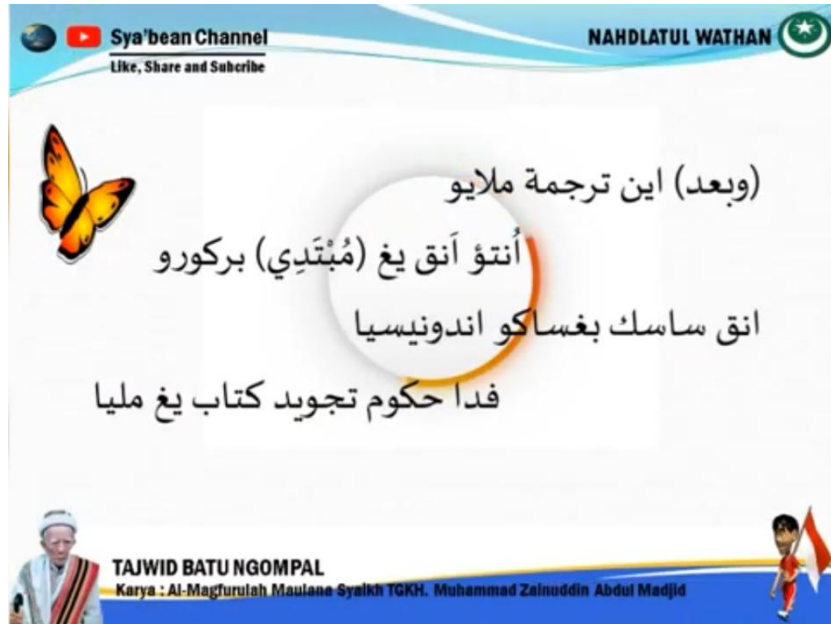 Sya'bean Channel
Like, Share and Subcribe
NAHDLATUL WATHAN
(وبعد) اين ترجمة ملايو
اُنتؤ اَنق يغ (مُبْتَدِي) بركورو
انق ساسك بغساكو اندونيسيا
فدا حكوم تجويد كتاب يغ مليا
TAJWID BATU NGOMPAL
Karya : Al-Magfurulah Maulana Syaikh TGKH. Muhammad Zainuddin Abdul Madjid